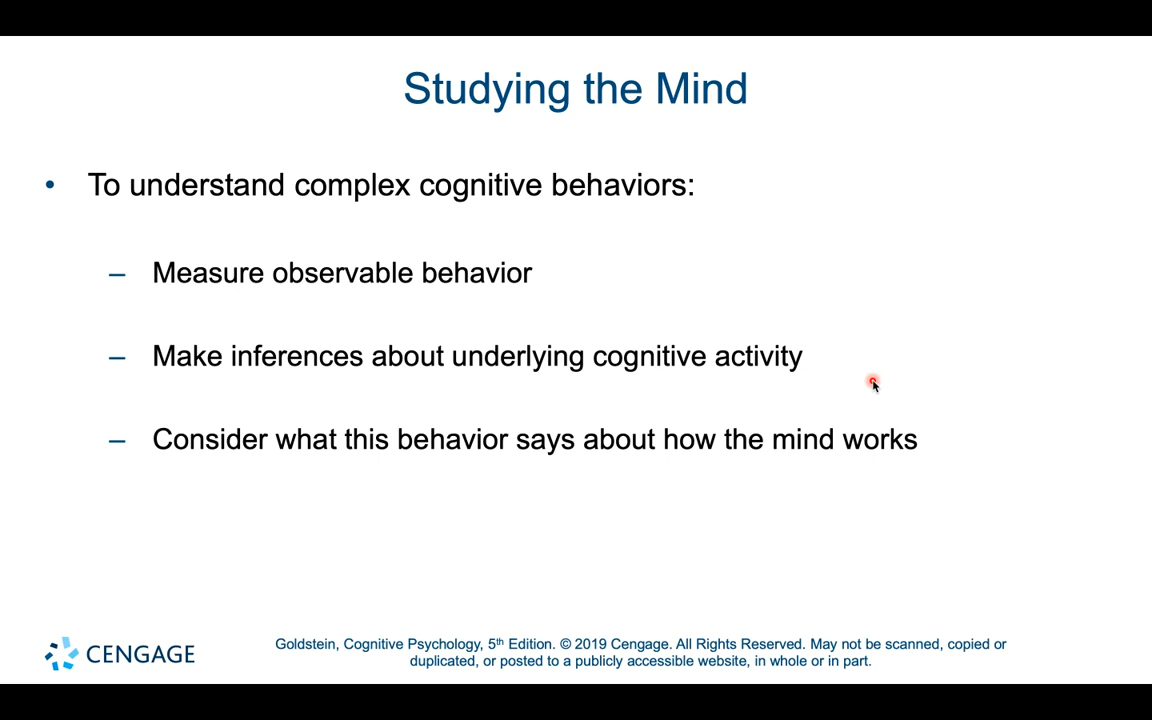 Studying the Mind
• To understand complex cognitive behaviors:
– Measure observable behavior
– Make inferences about underlying cognitive activity
– Consider what this behavior says about how the mind works
CENGAGE
Goldstein, Cognitive Psychology, 5th Edition. © 2019 Cengage. All Rights Reserved. May not be scanned, copied or
duplicated, or posted to a publicly accessible website, in whole or in part.